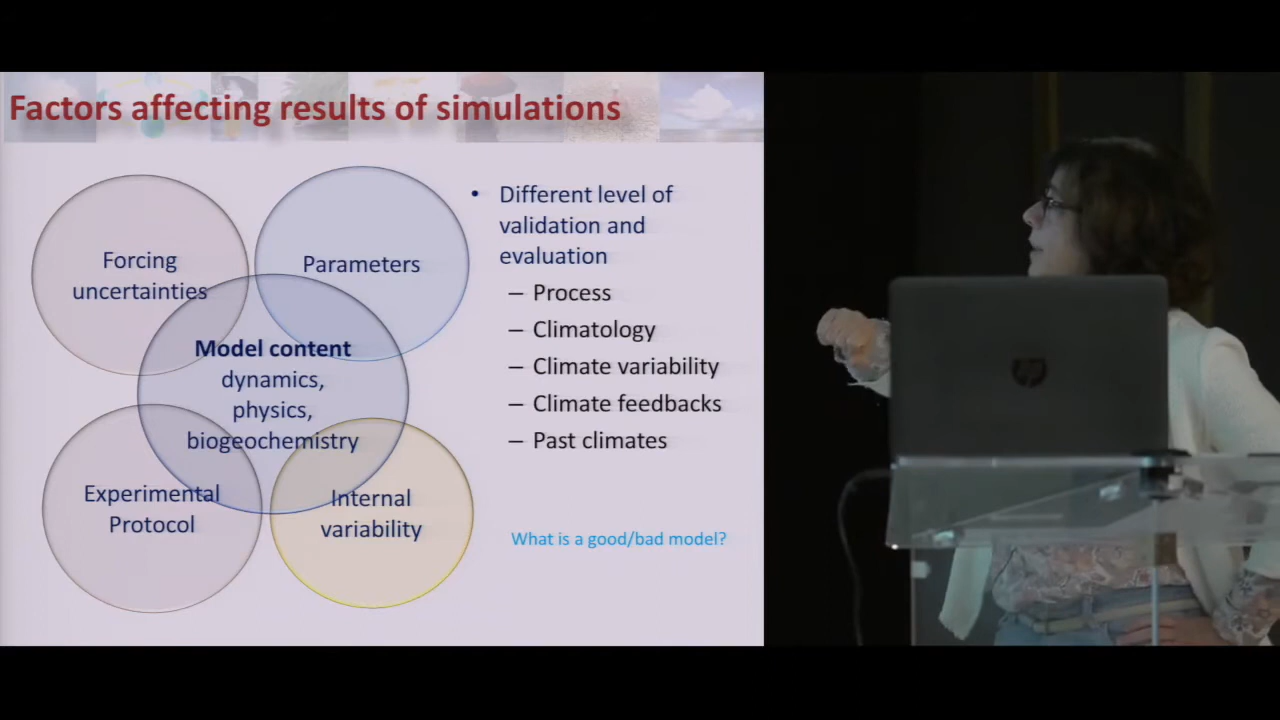 Factors affecting results of simulations
Forcing
uncertainties
Parameters
Model content
dynamics,
physics,
biogeochemistry
Experimental
Protocol
Internal
variability
• Different level of
validation and
evaluation
– Process
– Climatology
– Climate variability
– Climate feedbacks
– Past climates
What is a good/bad model?
hp